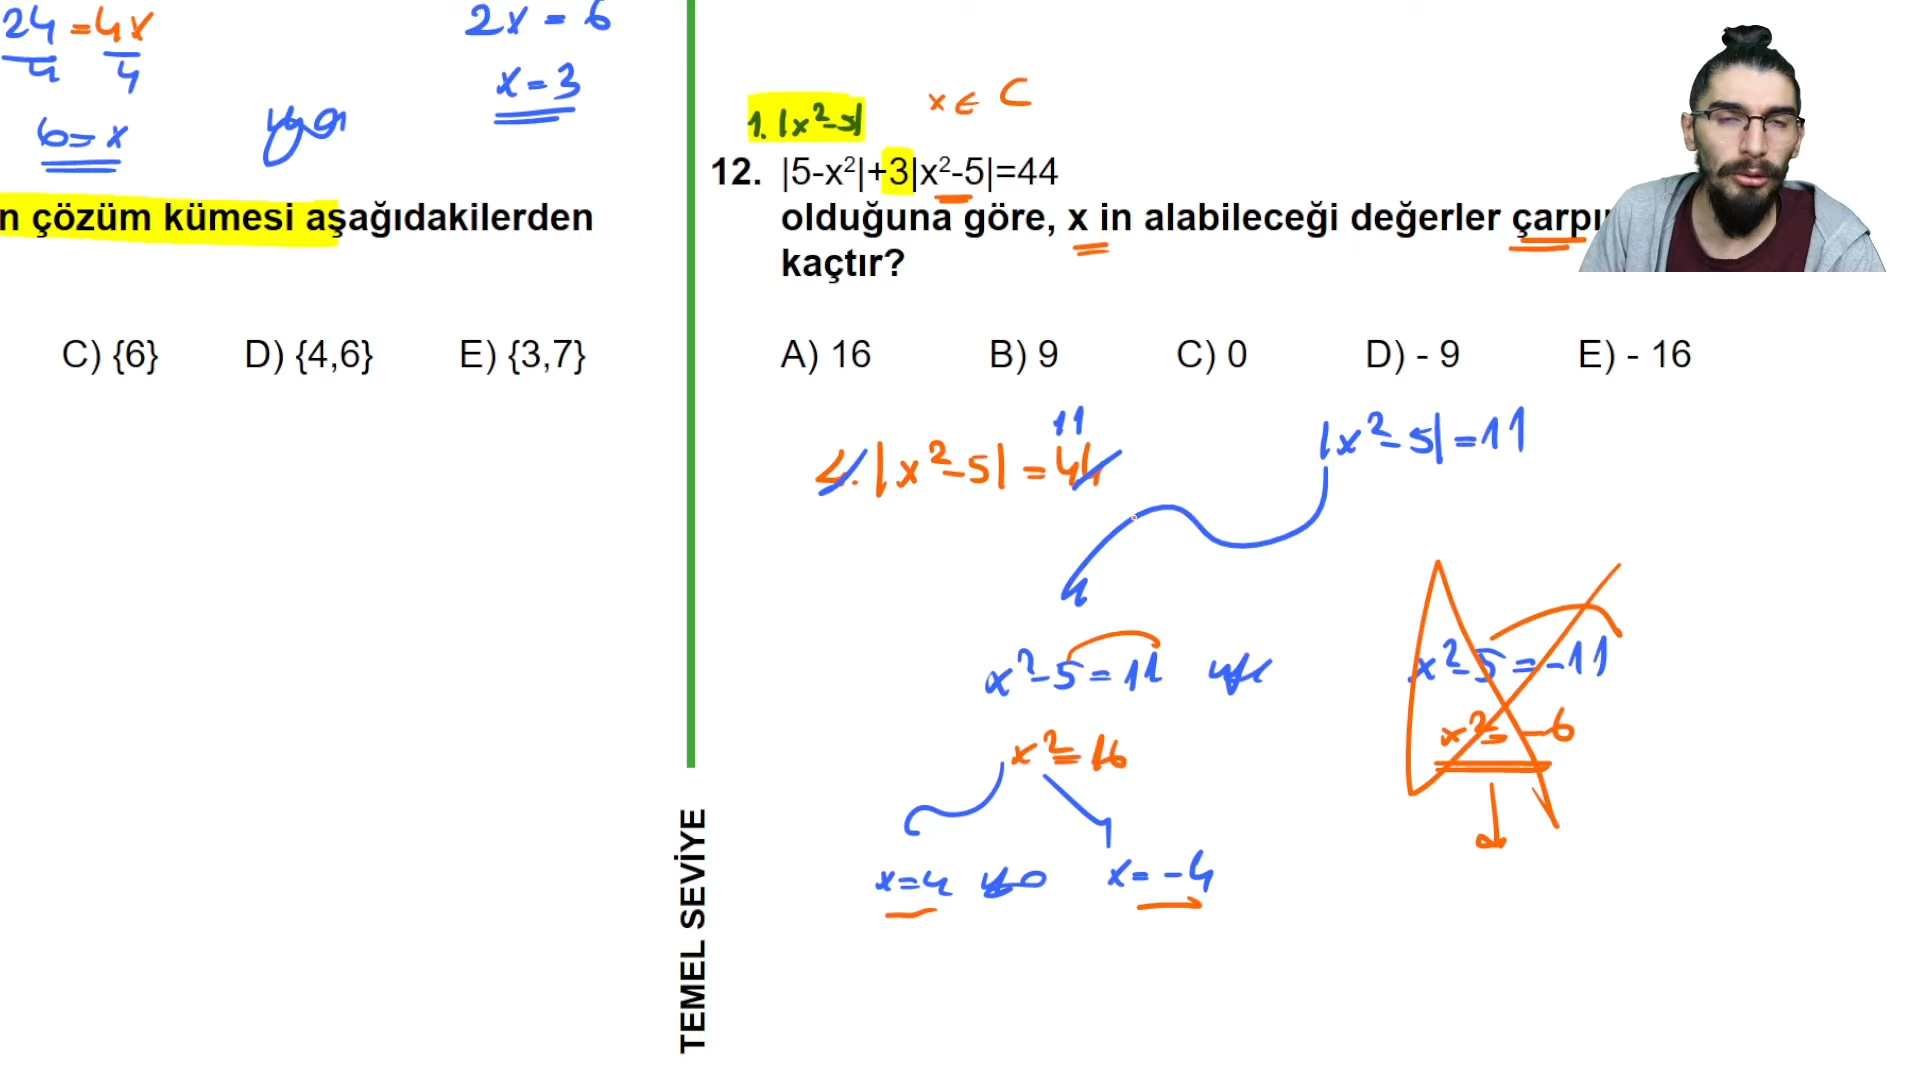 24 = 4x
4 4
6 = x
ya
2x = 6
x = 3
n çözüm kümesi aşağıdakilerden
C) {6} D) {4,6} E) {3,7}
TEMEL SEVİYE
1. |x²-5|
x ∈ C
12. |5-x²|+3|x²-5|=44
olduğuna göre, x in alabileceği değerler çarpı
kaçtır?
A) 16 B) 9 C) 0 D) - 9 E) - 16
11
4. |x²-5| = 44
|x²-5| = 11
x²-5 = 11
x²-5 = -11
x² = 16
x² = -6
x = 4
x = -4